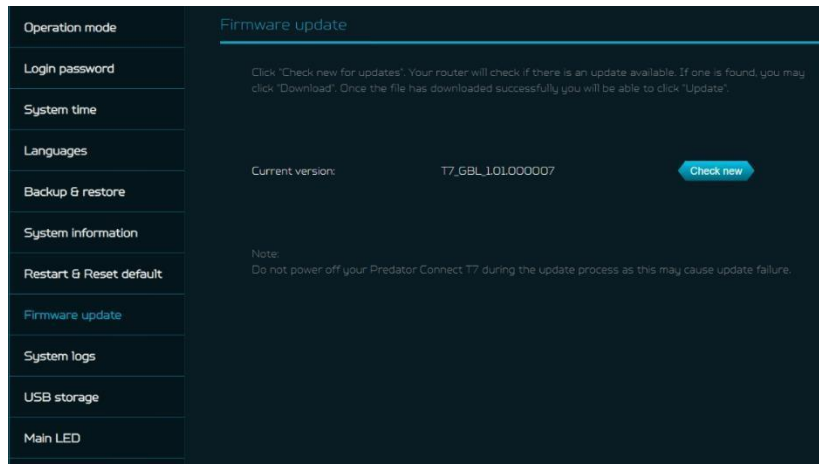 Operation mode
Login password
System time
Languages
Backup & restore
System information
Restart & Reset default
Firmware update
System logs
USB storage
Main LED
Firmware update
Click "Check new for updates". Your router will check if there is an update available. If one is found, you may
click "Download". Once the file has downloaded successfully you will be able to click "Update".
Current version: T7_GBL_1.01.000007 Check new
Note:
Do not power off your Predator Connect T7 during the update process as this may cause update failure.